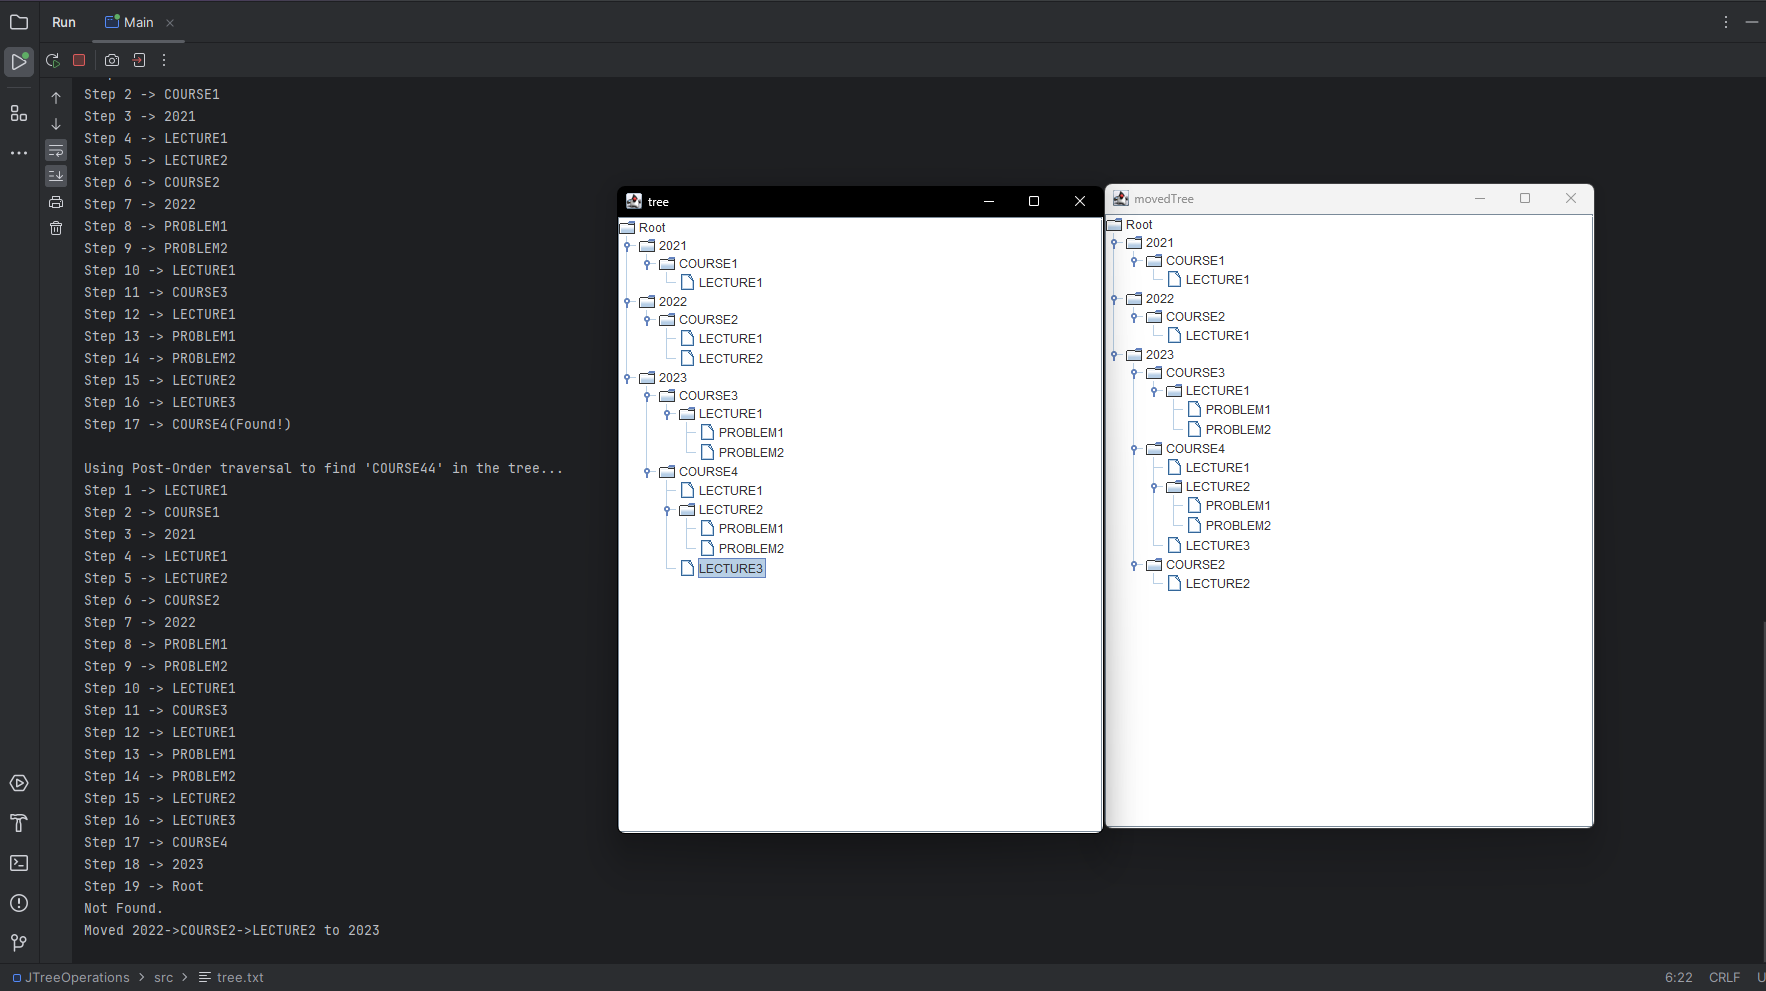 Run
Main
Step 2 -> COURSE1
Step 3 -> 2021
Step 4 -> LECTURE1
Step 5 -> LECTURE2
Step 6 -> COURSE2
Step 7 -> 2022
Step 8 -> PROBLEM1
Step 9 -> PROBLEM2
Step 10 -> LECTURE1
Step 11 -> COURSE3
Step 12 -> LECTURE1
Step 13 -> PROBLEM1
Step 14 -> PROBLEM2
Step 15 -> LECTURE2
Step 16 -> LECTURE3
Step 17 -> COURSE4(Found!)
Using Post-Order traversal to find 'COURSE44' in the tree...
Step 1 -> LECTURE1
Step 2 -> COURSE1
Step 3 -> 2021
Step 4 -> LECTURE1
Step 5 -> LECTURE2
Step 6 -> COURSE2
Step 7 -> 2022
Step 8 -> PROBLEM1
Step 9 -> PROBLEM2
Step 10 -> LECTURE1
Step 11 -> COURSE3
Step 12 -> LECTURE1
Step 13 -> PROBLEM1
Step 14 -> PROBLEM2
Step 15 -> LECTURE2
Step 16 -> LECTURE3
Step 17 -> COURSE4
Step 18 -> 2023
Step 19 -> Root
Not Found.
Moved 2022->COURSE2->LECTURE2 to 2023
tree
Root
2021
COURSE1
LECTURE1
2022
COURSE2
LECTURE1
LECTURE2
2023
COURSE3
LECTURE1
PROBLEM1
PROBLEM2
COURSE4
LECTURE1
LECTURE2
PROBLEM1
PROBLEM2
LECTURE3
movedTree
Root
2021
COURSE1
LECTURE1
2022
COURSE2
LECTURE1
2023
COURSE3
LECTURE1
PROBLEM1
PROBLEM2
COURSE4
LECTURE1
LECTURE2
PROBLEM1
PROBLEM2
LECTURE3
COURSE2
LECTURE2
JTreeOperations > src > tree.txt
6:22 CRLF